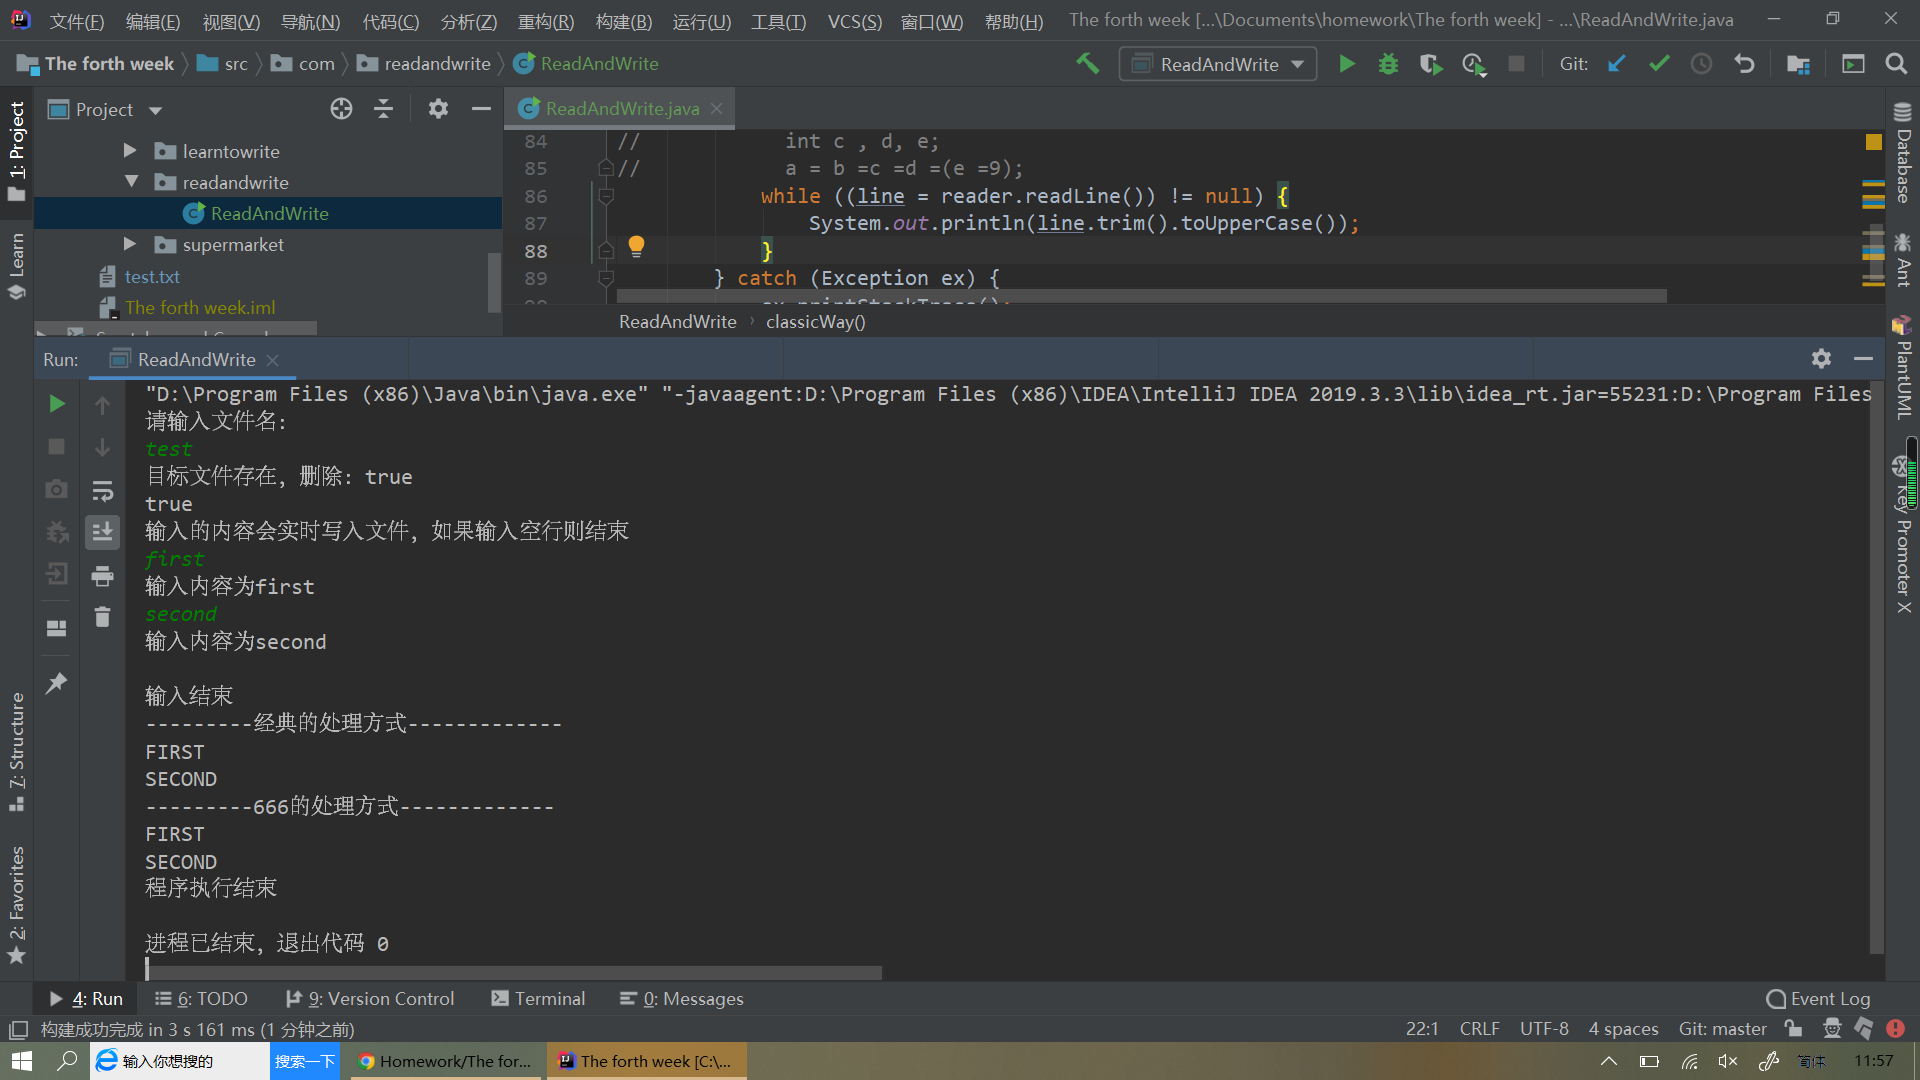 文件(F) 编辑(E) 视图(V) 导航(N) 代码(C) 分析(Z) 重构(R) 构建(B) 运行(U) 工具(T) VCS(S) 窗口(W) 帮助(H) The forth week [...\Documents\homework\The forth week] - ...\ReadAndWrite.java
The forth week src com readandwrite ReadAndWrite
ReadAndWrite Git:
Project
ReadAndWrite.java
1: Project
Learn
7: Structure
2: Favorites
learntowrite
readandwrite
ReadAndWrite
supermarket
test.txt
The forth week.iml
84 // int c , d, e;
85 // a = b =c =d =(e =9);
86 while ((line = reader.readLine()) != null) {
87 System.out.println(line.trim().toUpperCase());
88 }
89 } catch (Exception ex) {
ex.printStackTrace();
ReadAndWrite › classicWay()
Database
Ant
PlantUML
Key Promoter X
Run: ReadAndWrite
"D:\Program Files (x86)\Java\bin\java.exe" "-javaagent:D:\Program Files (x86)\IDEA\IntelliJ IDEA 2019.3.3\lib\idea_rt.jar=55231:D:\Program Files
请输入文件名:
test
目标文件存在, 删除: true
true
输入的内容会实时写入文件, 如果输入空行则结束
first
输入内容为first
second
输入内容为second
输入结束
---------经典的处理方式-------------
FIRST
SECOND
---------666的处理方式-------------
FIRST
SECOND
程序执行结束
进程已结束, 退出代码 0
4: Run 6: TODO 9: Version Control Terminal 0: Messages Event Log
构建成功完成 in 3 s 161 ms (1 分钟之前) 22:1 CRLF UTF-8 4 spaces Git: master
输入你想搜的 搜索一下 Homework/The for... The forth week [C:\... 简体 11:57